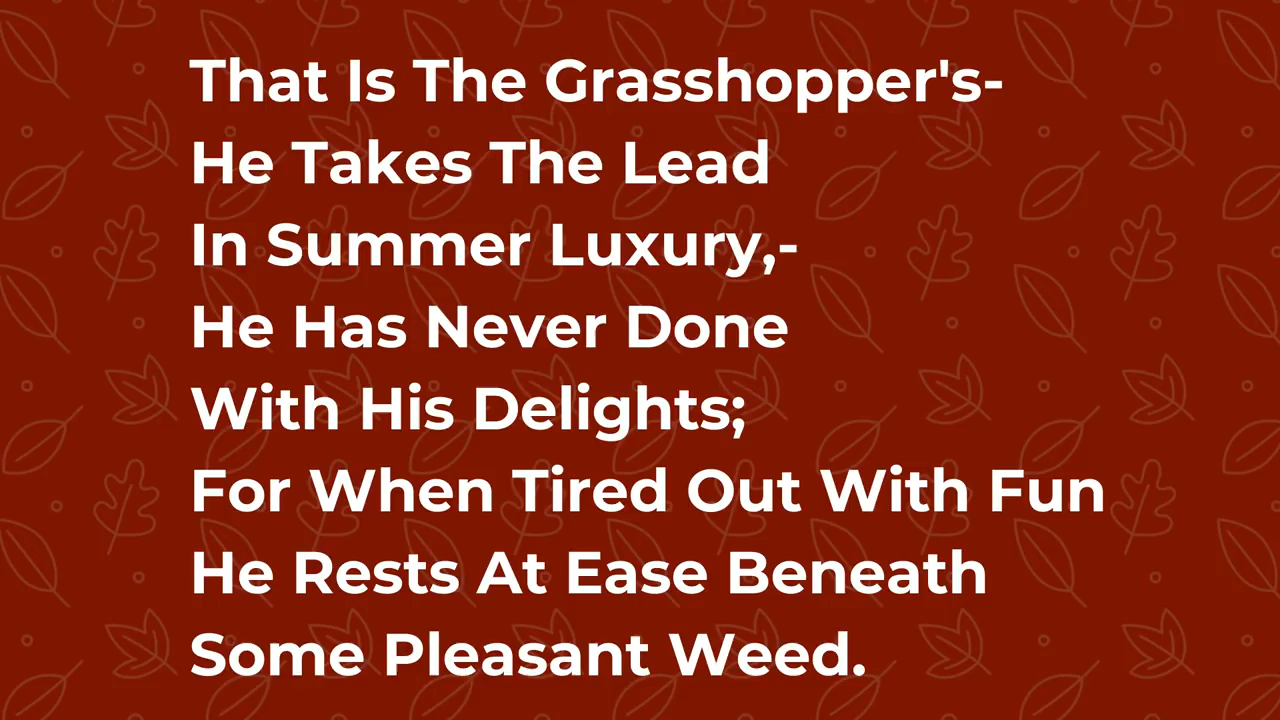 That Is The Grasshopper's-
He Takes The Lead
In Summer Luxury,-
He Has Never Done
With His Delights;
For When Tired Out With Fun
He Rests At Ease Beneath
Some Pleasant Weed.